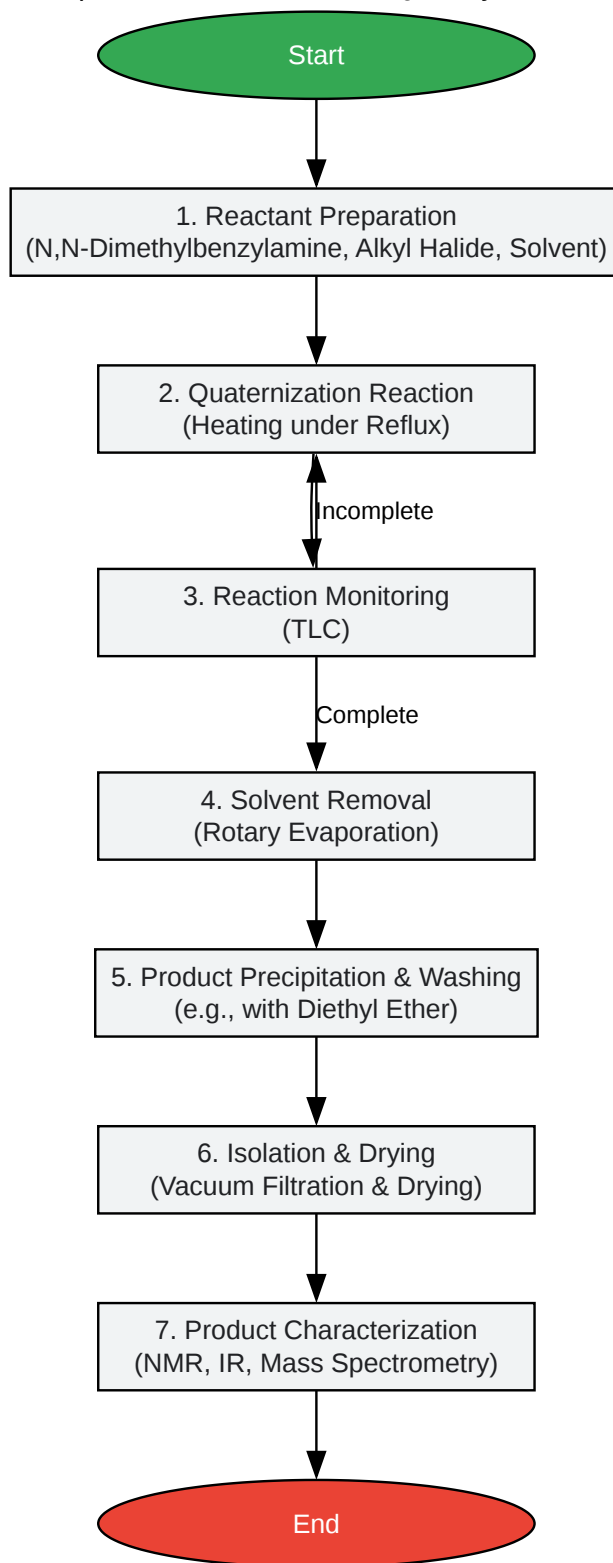 Start
1. Reactant Preparation
(N,N-Dimethylbenzylamine, Alkyl Halide, Solvent)
2. Quaternization Reaction
(Heating under Reflux)
Incomplete
3. Reaction Monitoring
(TLC)
Complete
4. Solvent Removal
(Rotary Evaporation)
5. Product Precipitation & Washing
(e.g., with Diethyl Ether)
6. Isolation & Drying
(Vacuum Filtration & Drying)
7. Product Characterization
(NMR, IR, Mass Spectrometry)
End